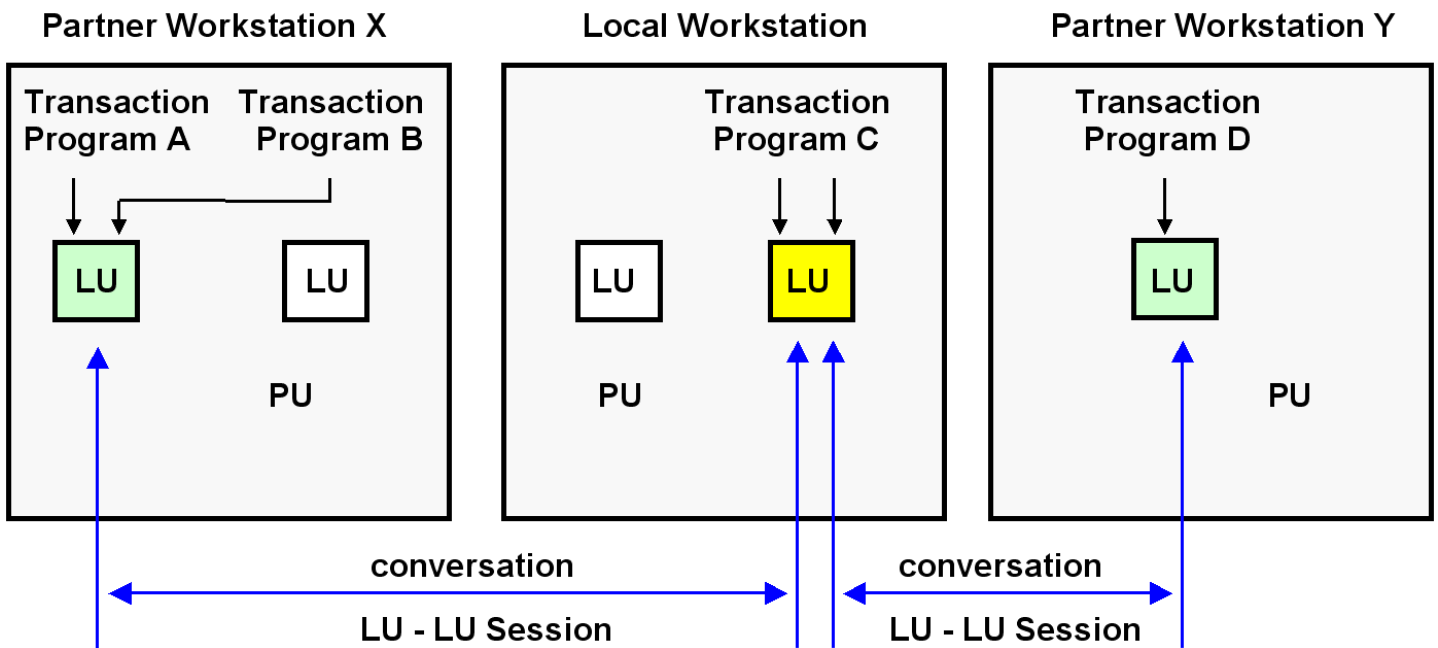 Partner Workstation X
Local Workstation
Partner Workstation Y
Transaction
Program A
Transaction
Program B
Transaction
Program C
Transaction
Program D
LU
LU
LU
LU
LU
PU
PU
PU
conversation
conversation
LU - LU Session
LU - LU Session